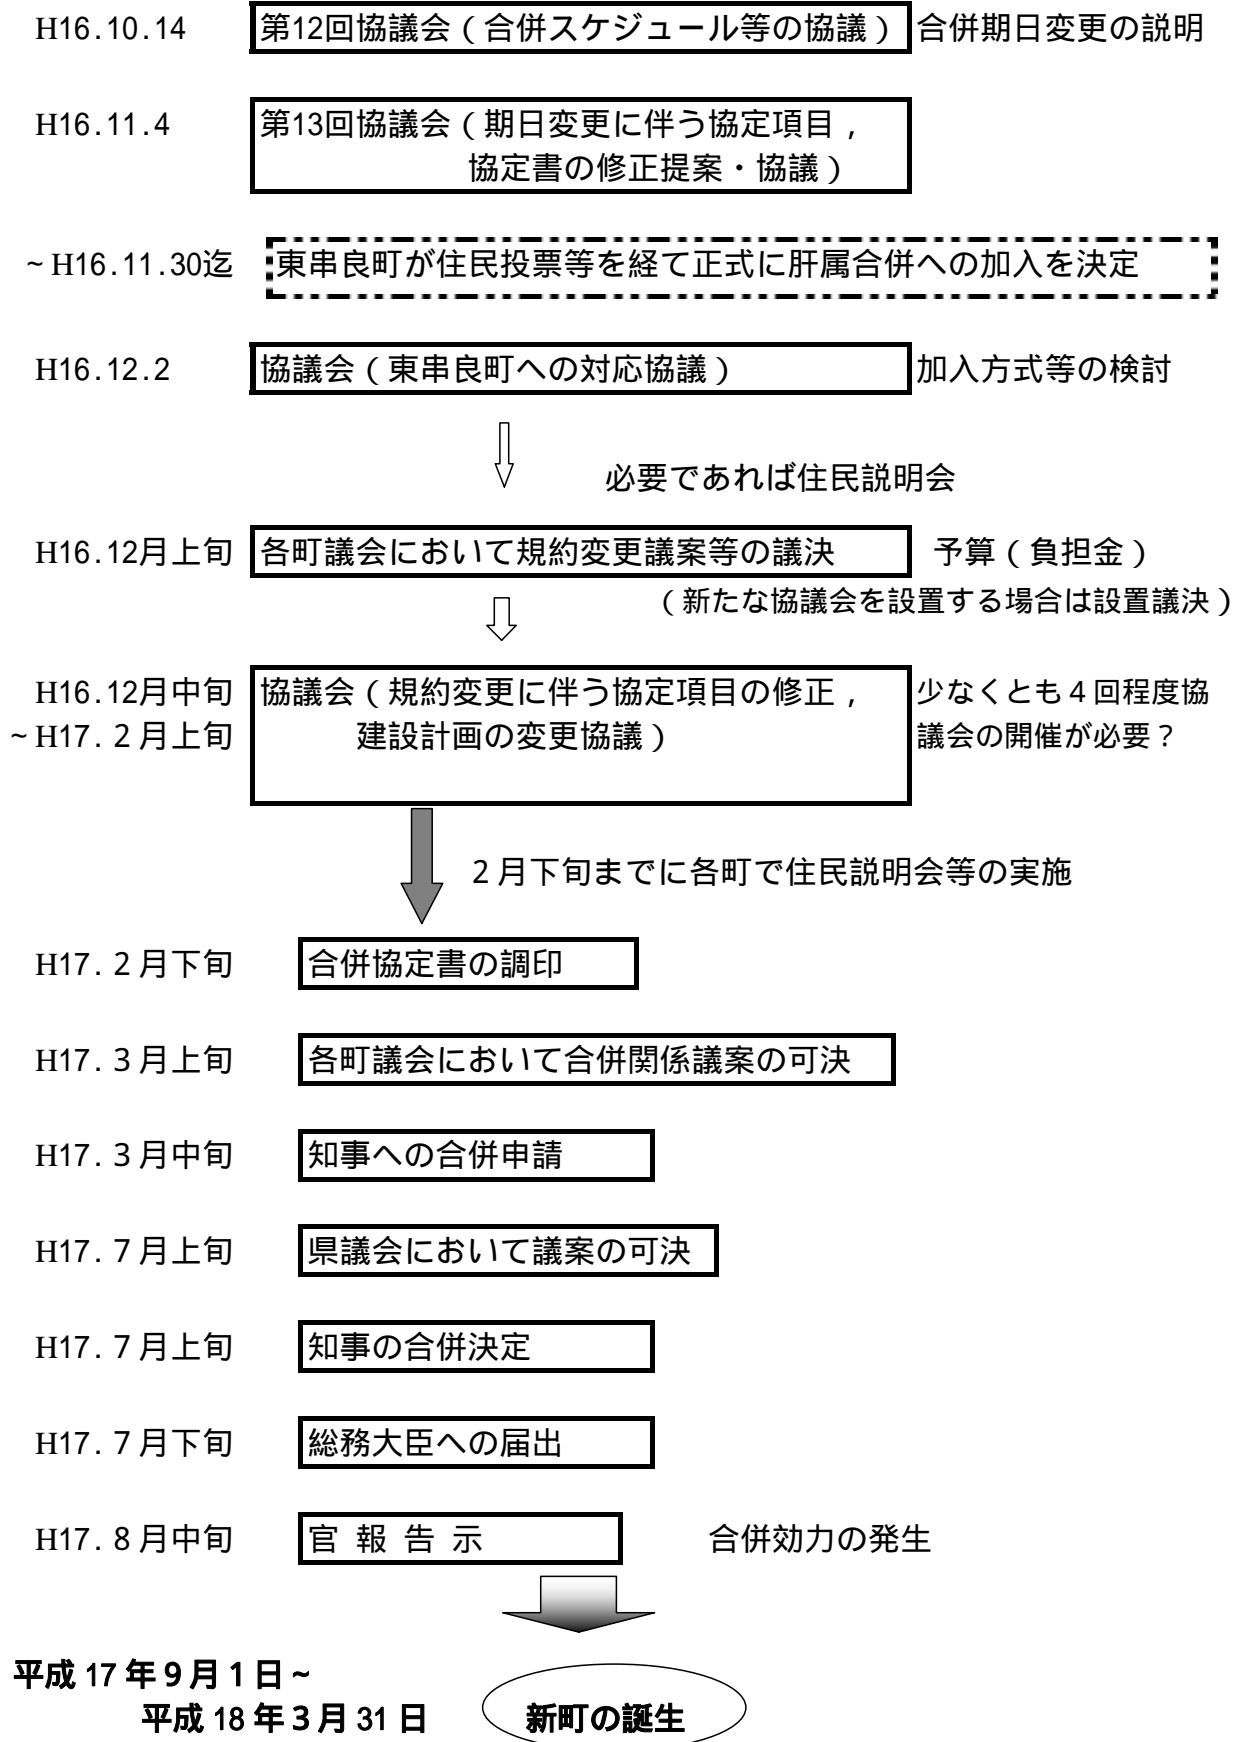 H16.10.14 第12回協議会（合併スケジュール等の協議） 合併期日変更の説明
H16.11.4 第13回協議会（期日変更に伴う協定項目，
協定書の修正提案・協議）
~H16.11.30迄 東串良町が住民投票等を経て正式に肝属合併への加入を決定
H16.12.2 協議会（東串良町への対応協議） 加入方式等の検討
必要であれば住民説明会
H16.12月上旬 各町議会において規約変更議案等の議決 予算（負担金）
（新たな協議会を設置する場合は設置議決）
H16.12月中旬 協議会（規約変更に伴う協定項目の修正， 少なくとも４回程度協
~H17.２月上旬 建設計画の変更協議） 議会の開催が必要？
２月下旬までに各町で住民説明会等の実施
H17.２月下旬 合併協定書の調印
H17.３月上旬 各町議会において合併関係議案の可決
H17.３月中旬 知事への合併申請
H17.７月上旬 県議会において議案の可決
H17.７月上旬 知事の合併決定
H17.７月下旬 総務大臣への届出
H17.８月中旬 官 報 告 示 合併効力の発生
平成 17 年９月１日~
平成 18 年３月 31 日 新町の誕生